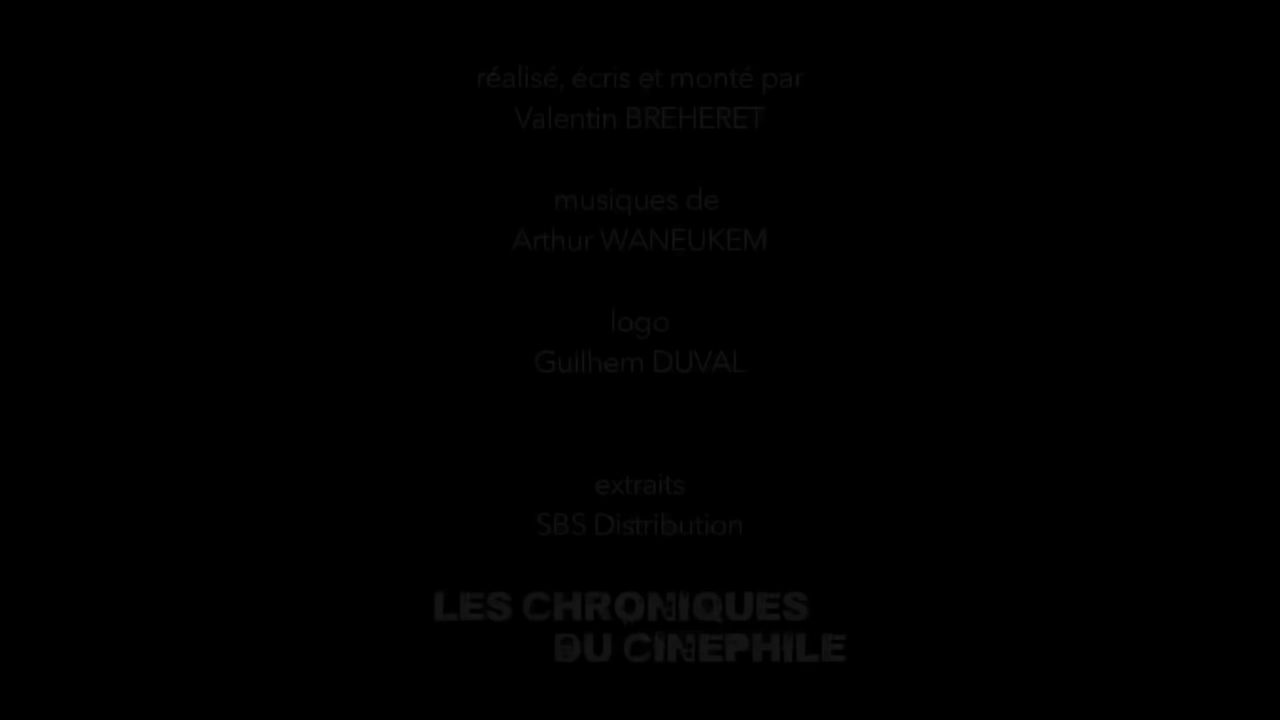 réalisé, écris et monté par
Valentin BREHERET
musiques de
Arthur WANEUKEM
logo
Guilhem DUVAL
extraits
SBS Distribution
LES CHRONIQUES
DU CINEPHILE